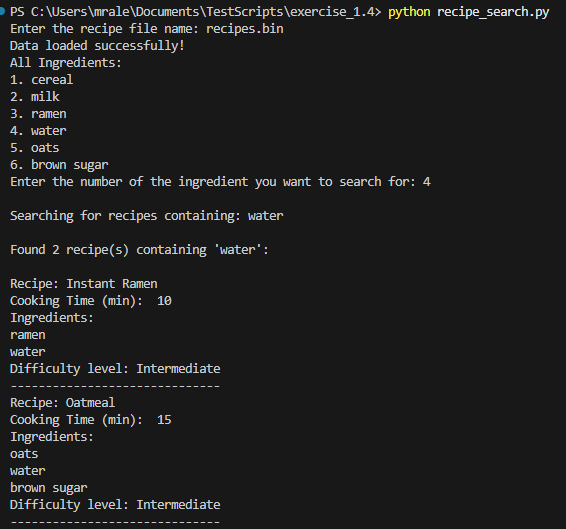 PS C:\Users\mrale\Documents\TestScripts\exercise_1.4> python recipe_search.py
Enter the recipe file name: recipes.bin
Data loaded successfully!
All Ingredients:
1. cereal
2. milk
3. ramen
4. water
5. oats
6. brown sugar
Enter the number of the ingredient you want to search for: 4
Searching for recipes containing: water
Found 2 recipe(s) containing 'water':
Recipe: Instant Ramen
Cooking Time (min):  10
Ingredients:
ramen
water
Difficulty level: Intermediate
------------------------------
Recipe: Oatmeal
Cooking Time (min):  15
Ingredients:
oats
water
brown sugar
Difficulty level: Intermediate
------------------------------